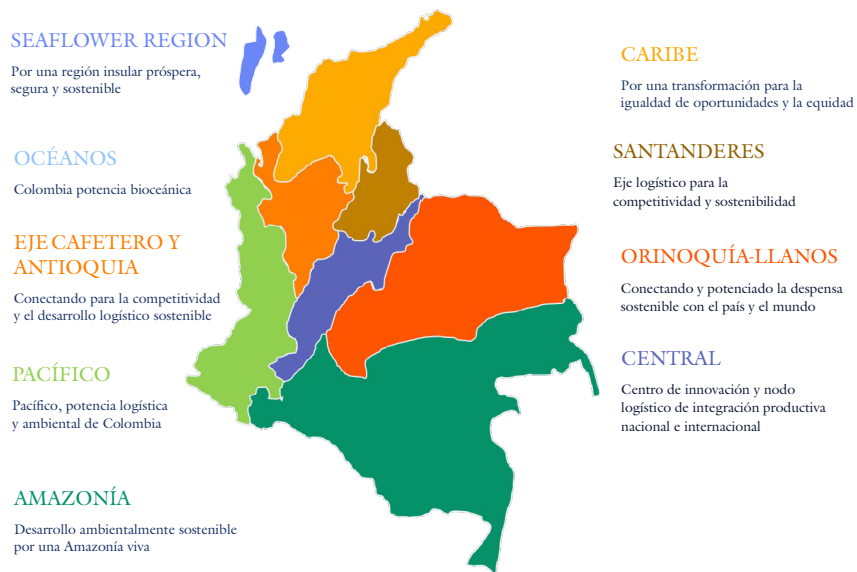 SEAFLOWER REGION
Por una región insular próspera,
segura y sostenible
OCÉANOS
Colombia potencia bioceánica
EJE CAFETERO Y
ANTIOQUIA
Conectando para la competitividad
y el desarrollo logístico sostenible
PACÍFICO
Pacífico, potencia logística
y ambiental de Colombia
AMAZONÍA
Desarrollo ambientalmente sostenible
por una Amazonía viva
CARIBE
Por una transformación para la
igualdad de oportunidades y la equidad
SANTANDERES
Eje logístico para la
competitividad y sostenibilidad
ORINOQUÍA-LLANOS
Conectando y potenciado la despensa
sostenible con el país y el mundo
CENTRAL
Centro de innovación y nodo
logístico de integración productiva
nacional e internacional